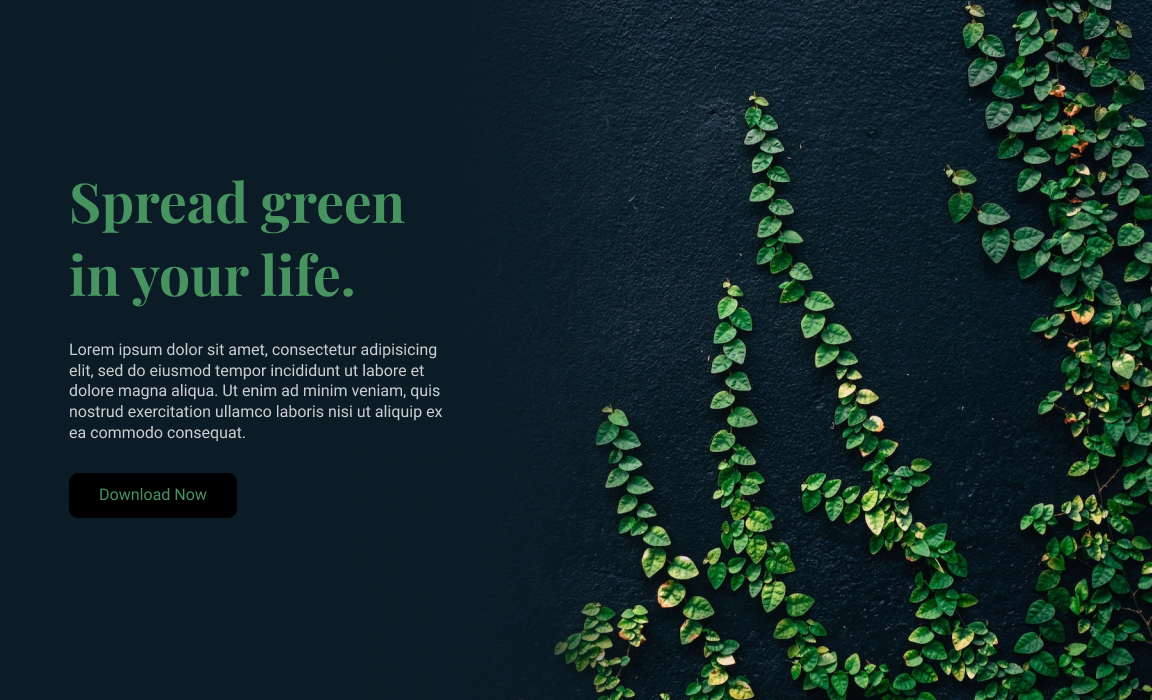 Spread green
in your life.
Lorem ipsum dolor sit amet, consectetur adipisicing
elit, sed do eiusmod tempor incididunt ut labore et
dolore magna aliqua. Ut enim ad minim veniam, quis
nostrud exercitation ullamco laboris nisi ut aliquip ex
ea commodo consequat.
Download Now